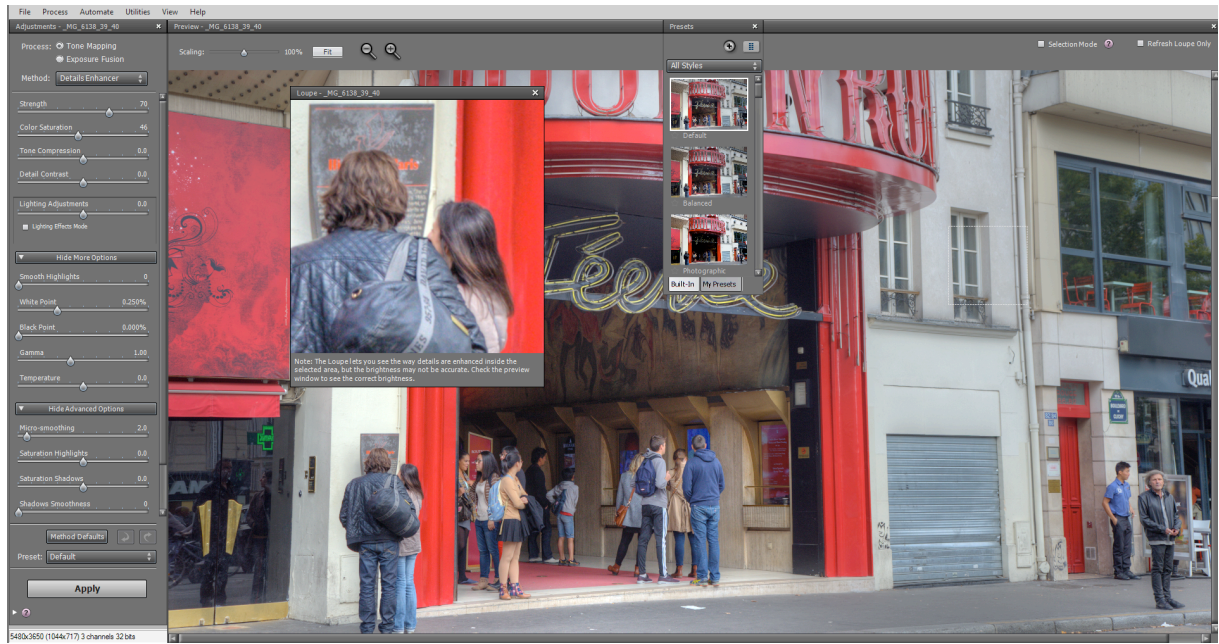 File Process Automate Utilities View Help
Adjustments - _MG_6138_39_40
Process: Tone Mapping
Exposure Fusion
Method: Details Enhancer
Strength 70
Color Saturation 46
Tone Compression 0.0
Detail Contrast 0.0
Lighting Adjustments 0.0
Lighting Effects Mode
Hide More Options
Smooth Highlights 0
White Point 0.250%
Black Point 0.000%
Gamma 1.00
Temperature 0.0
Hide Advanced Options
Micro-smoothing 2.0
Saturation Highlights 0.0
Saturation Shadows 0.0
Shadows Smoothness 0
Method Defaults
Preset: Default
Apply
5480x3650 (1044x717) 3 channels 32 bits
Preview - _MG_6138_39_40
Scaling: 100% Fit
Selection Mode
Refresh Loupe Only
Loupe - _MG_6138_39_40
Note: The Loupe lets you see the way details are enhanced inside the
selected area, but the brightness may not be accurate. Check the preview
window to see the correct brightness.
Presets
All Styles
Default
Balanced
Photographic
Built-In My Presets
Féerie
Qual